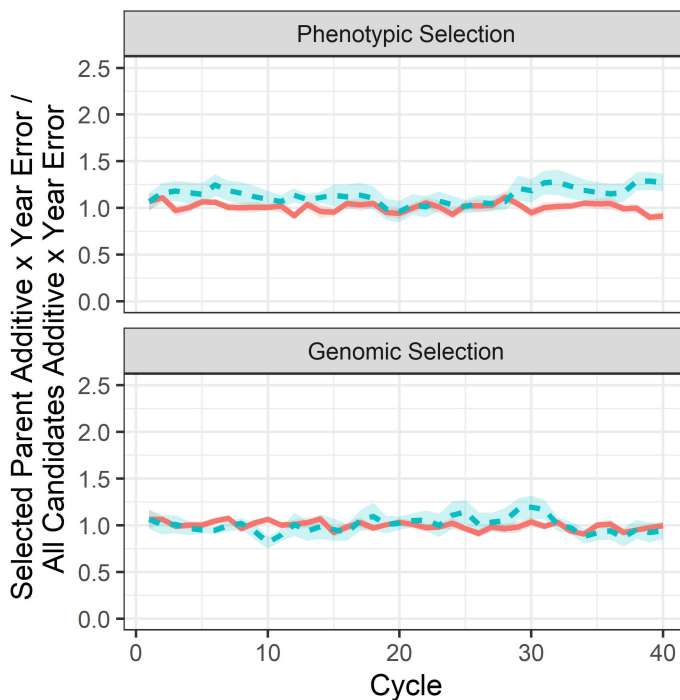 Selected Parent Additive x Year Error /
All Candidates Additive x Year Error
Phenotypic Selection
2.5
2.0
1.5
1.0
0.5
0.0
Genomic Selection
2.5
2.0
1.5
1.0
0.5
0.0
0 10 20 30 40
Cycle